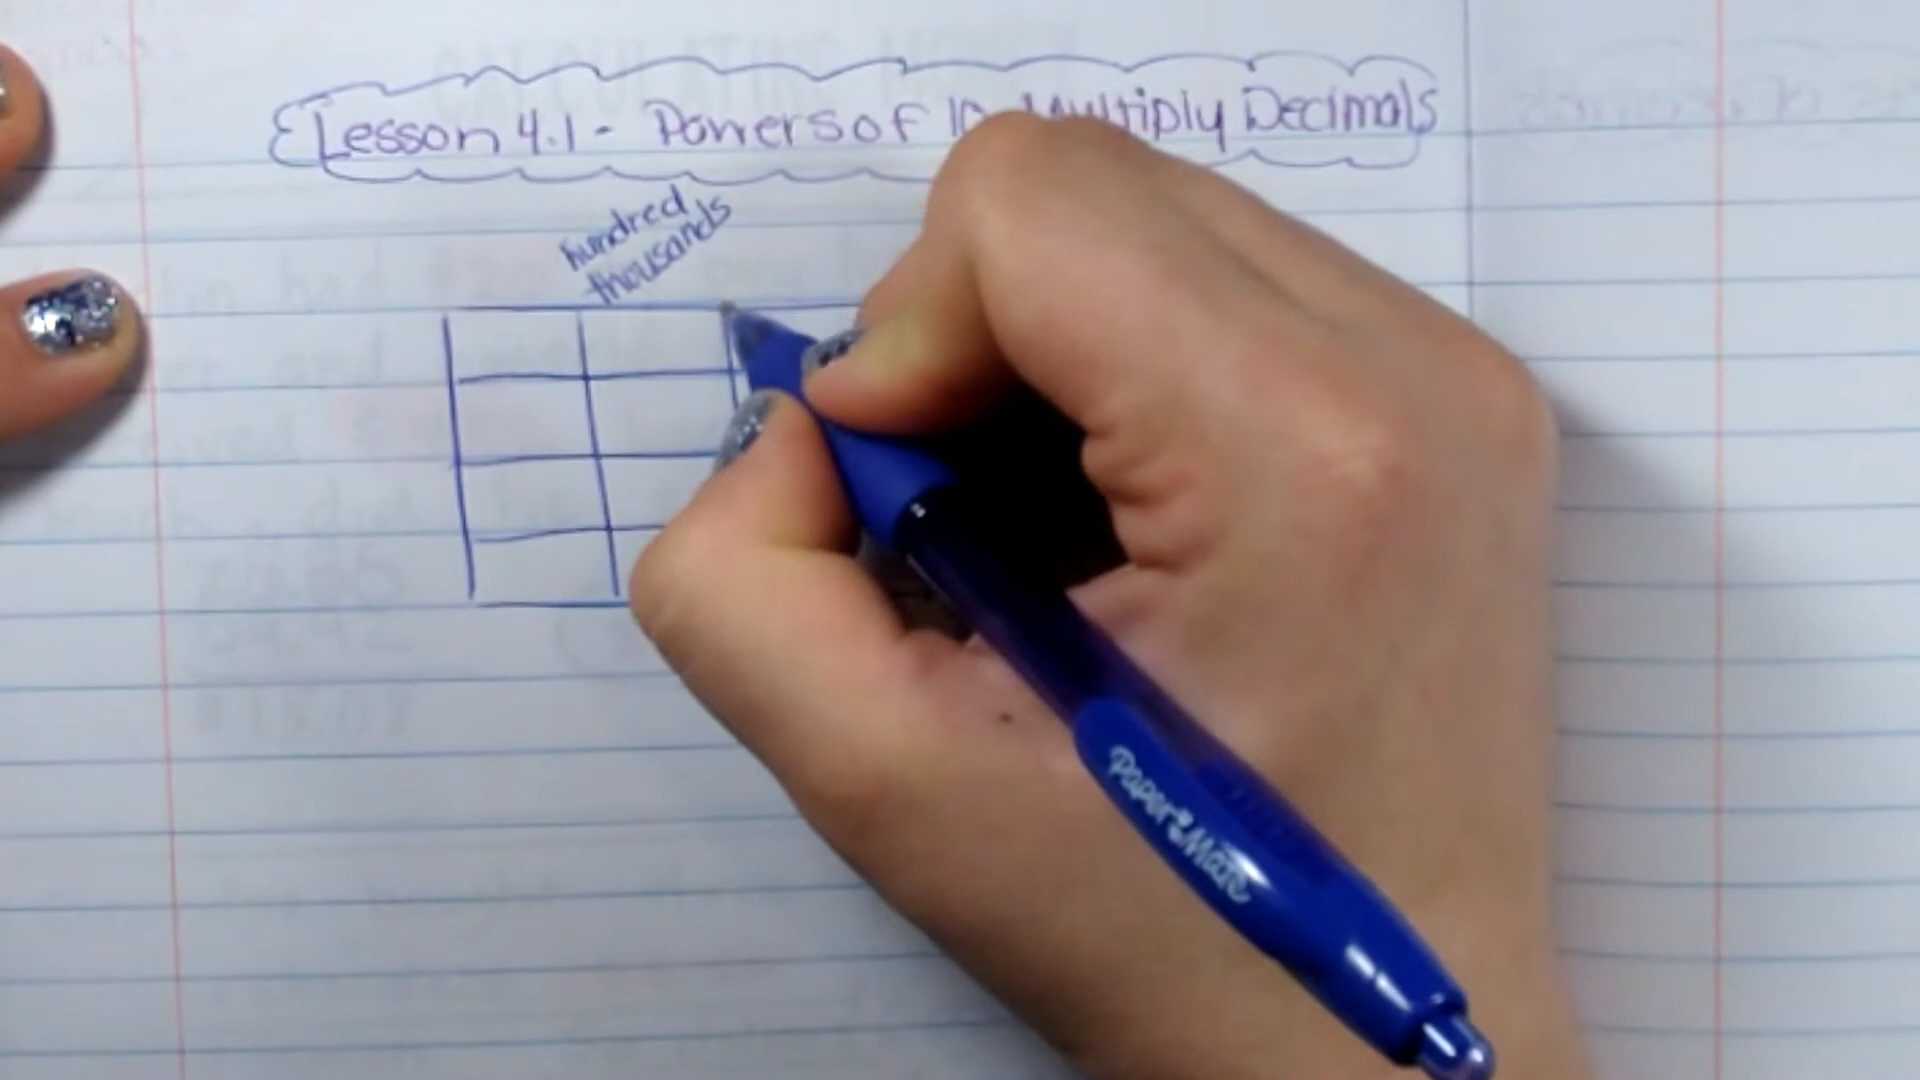 Lesson 4.1 - Powers of 10 Multiply Decimals
hundred
thousands
PaperMate